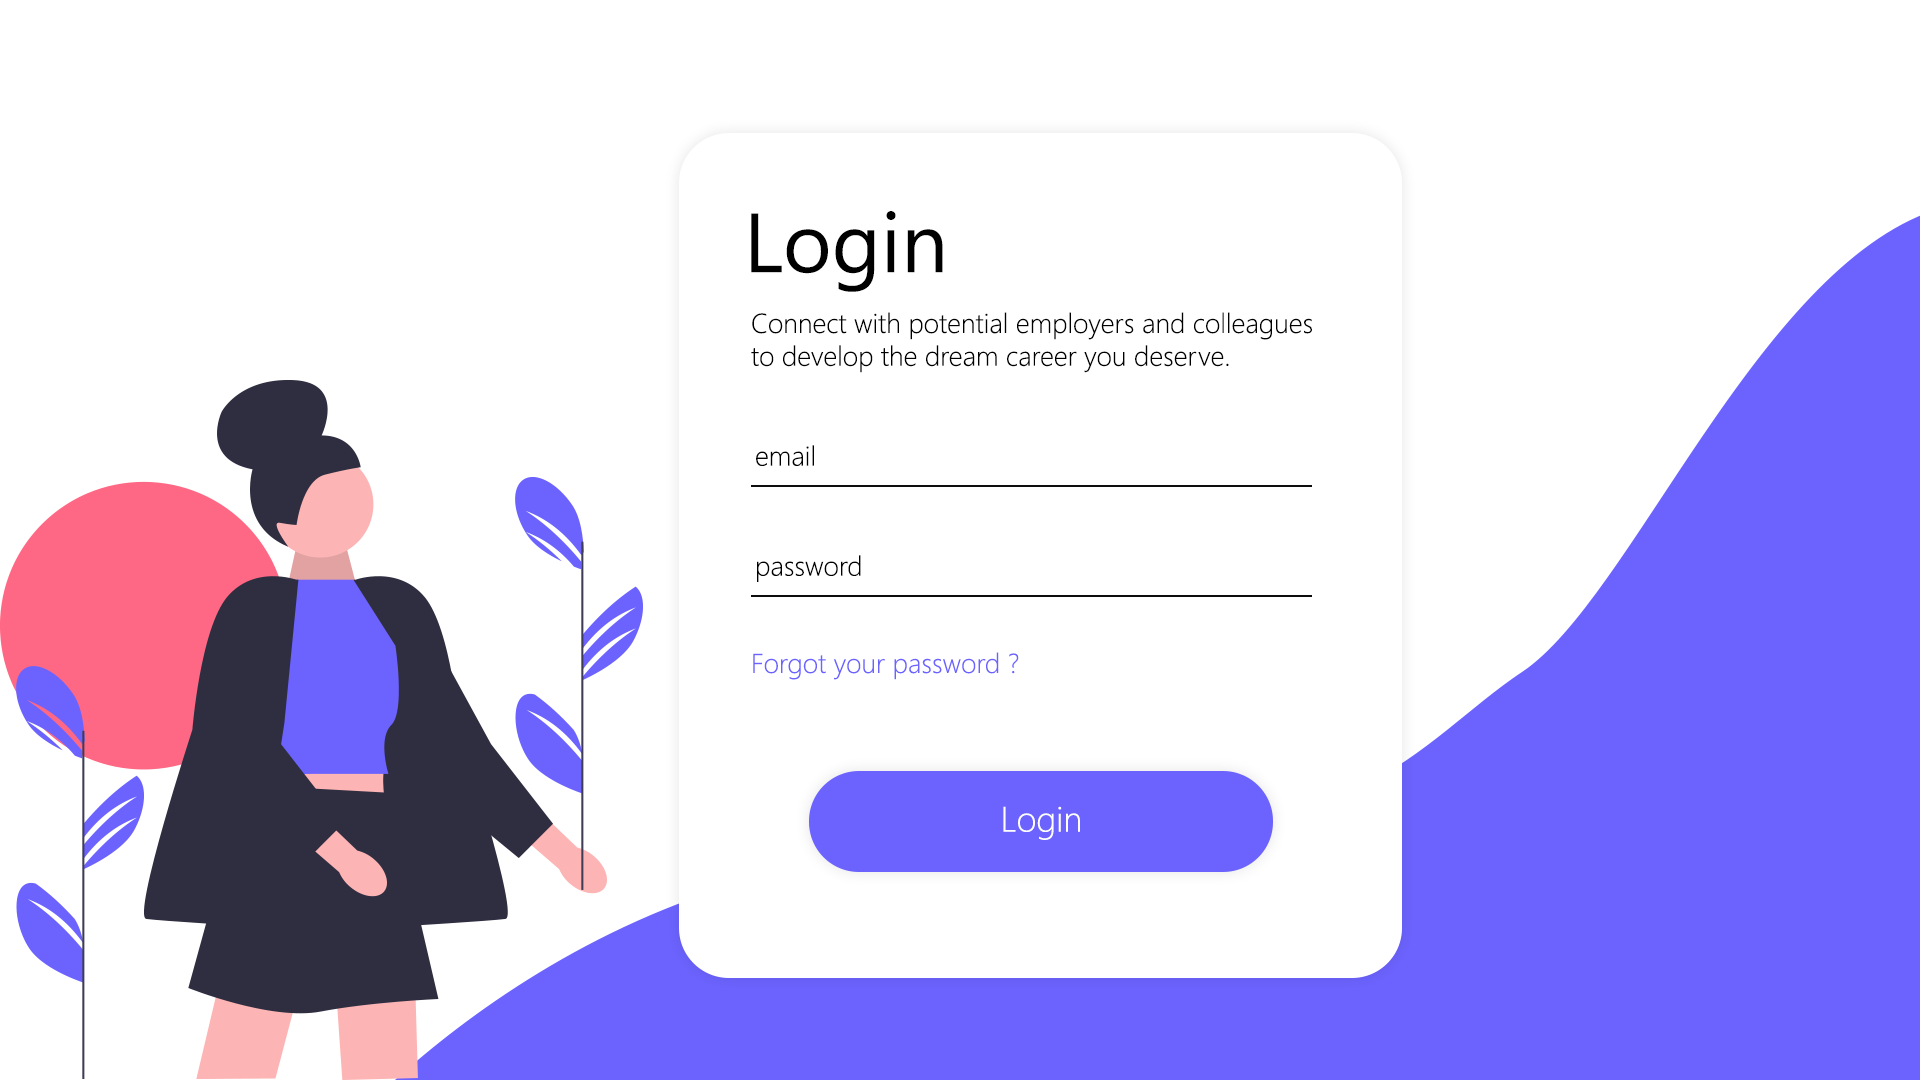 Login
Connect with potential employers and colleagues
to develop the dream career you deserve.
email
password
Forgot your password ?
Login